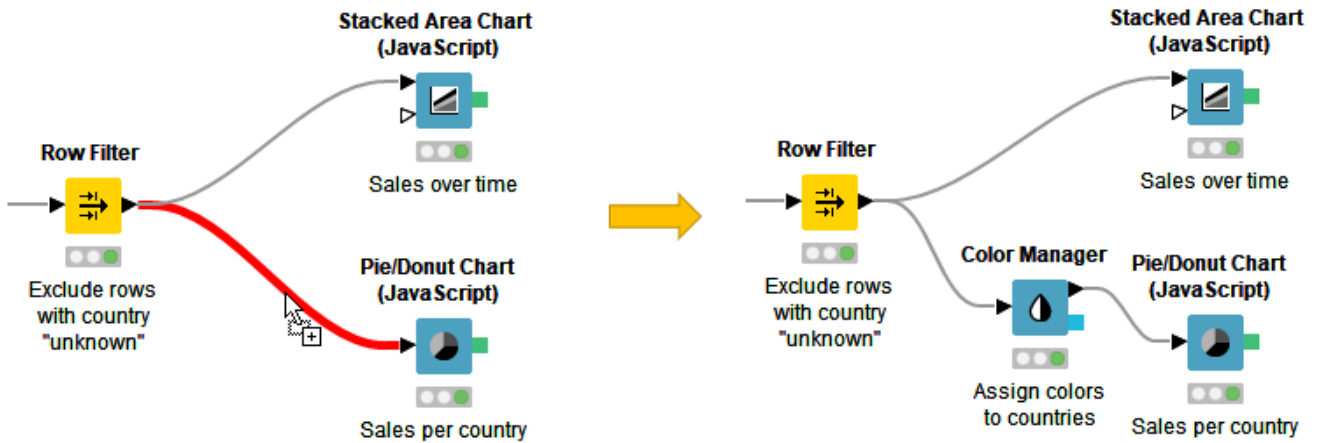 Stacked Area Chart
(JavaScript)
Sales over time
Row Filter
Exclude rows
with country
"unknown"
Pie/Donut Chart
(JavaScript)
Sales per country
Stacked Area Chart
(JavaScript)
Sales over time
Row Filter
Exclude rows
with country
"unknown"
Color Manager
Assign colors
to countries
Pie/Donut Chart
(JavaScript)
Sales per country